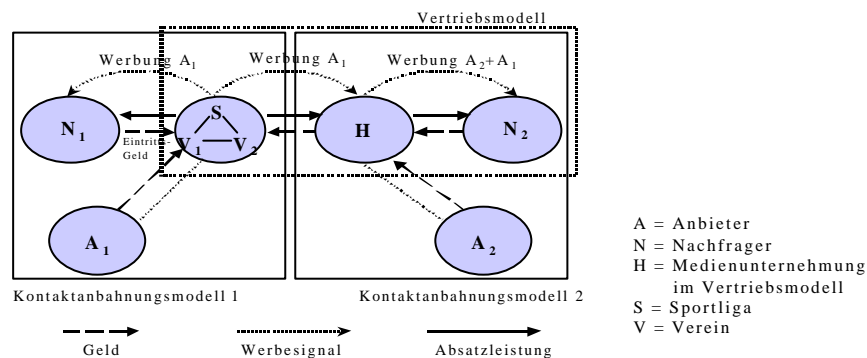 Vertriebsmodell
Werbung A1
Werbung A1
Werbung A2+A1
N1
S
V1
V2
H
N2
Eintritts-
Geld
A1
A2
Kontaktanbahnungsmodell 1
Kontaktanbahnungsmodell 2
Geld
Werbesignal
Absatzleistung
A = Anbieter
N = Nachfrager
H = Medienunternehmung
im Vertriebsmodell
S = Sportliga
V = Verein